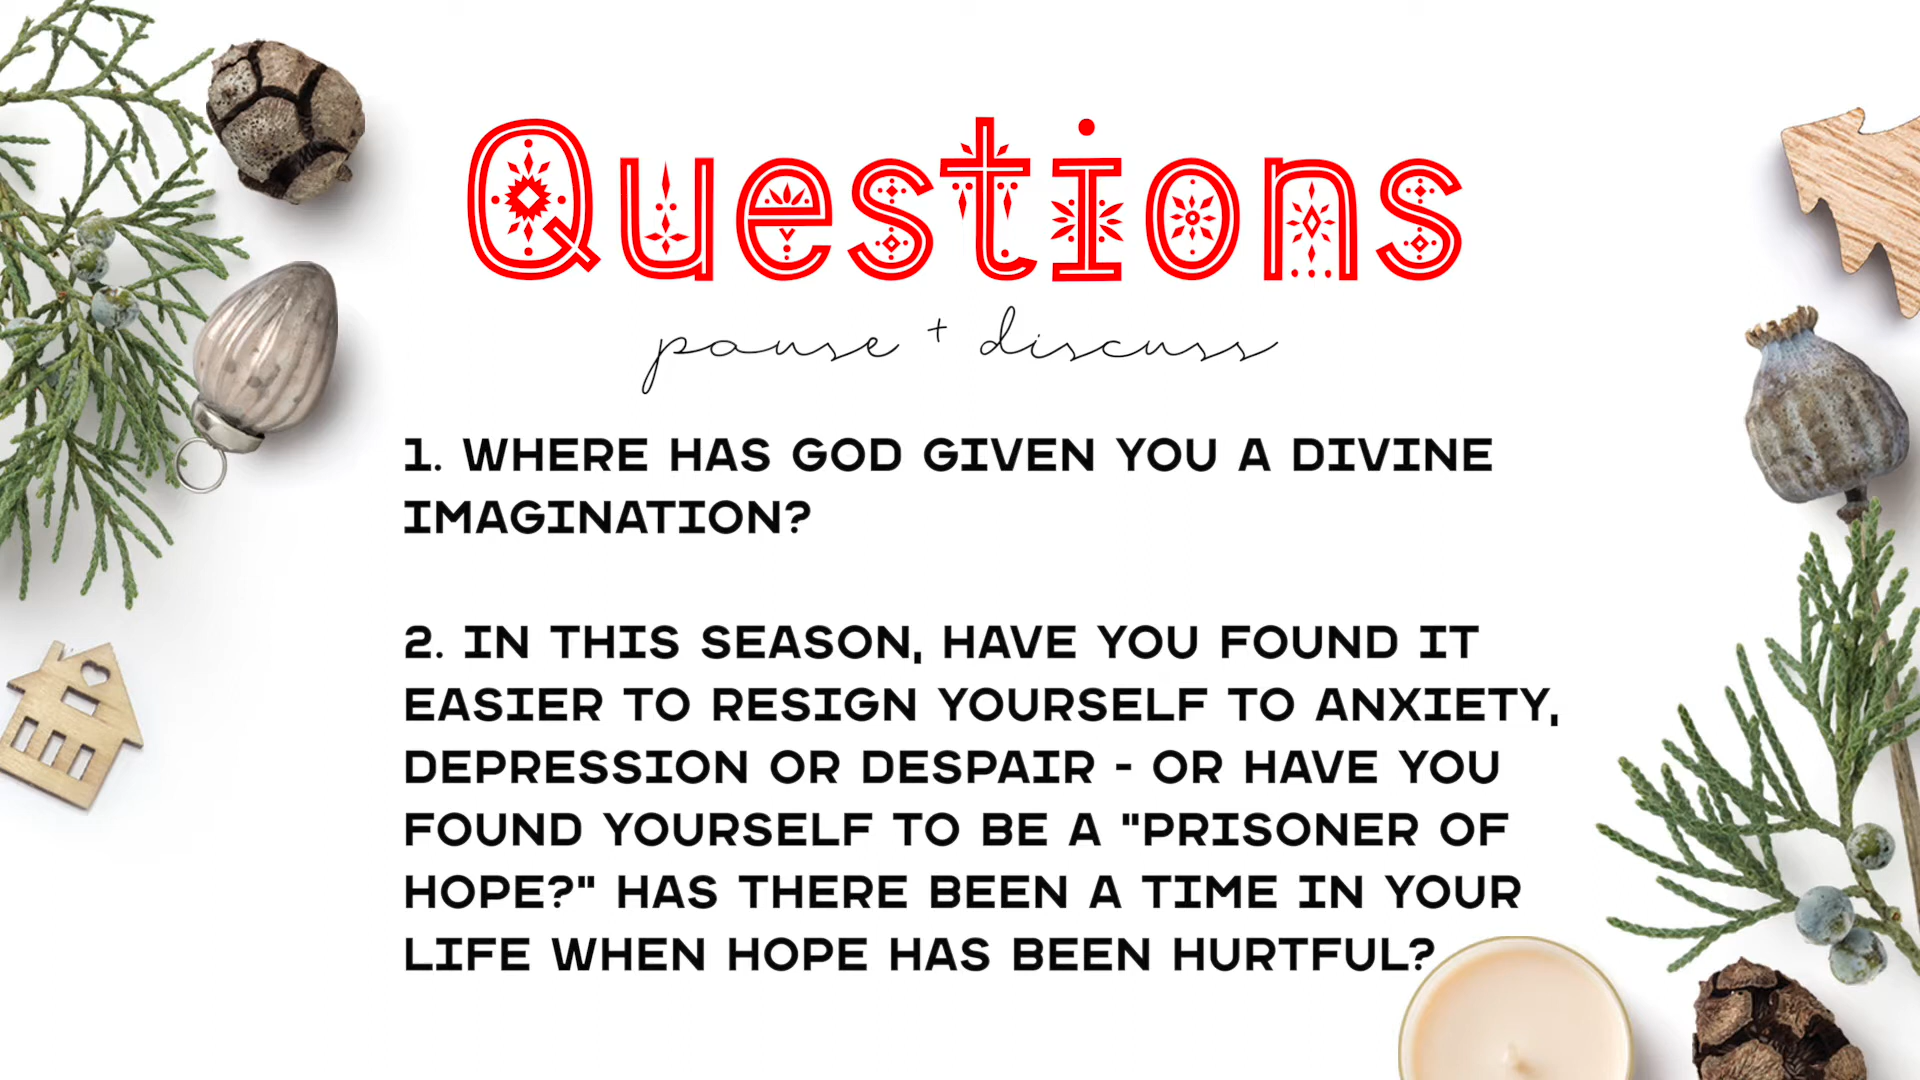 Questions
pause + discuss
1. WHERE HAS GOD GIVEN YOU A DIVINE
IMAGINATION?
2. IN THIS SEASON, HAVE YOU FOUND IT
EASIER TO RESIGN YOURSELF TO ANXIETY,
DEPRESSION OR DESPAIR - OR HAVE YOU
FOUND YOURSELF TO BE A "PRISONER OF
HOPE?" HAS THERE BEEN A TIME IN YOUR
LIFE WHEN HOPE HAS BEEN HURTFUL?